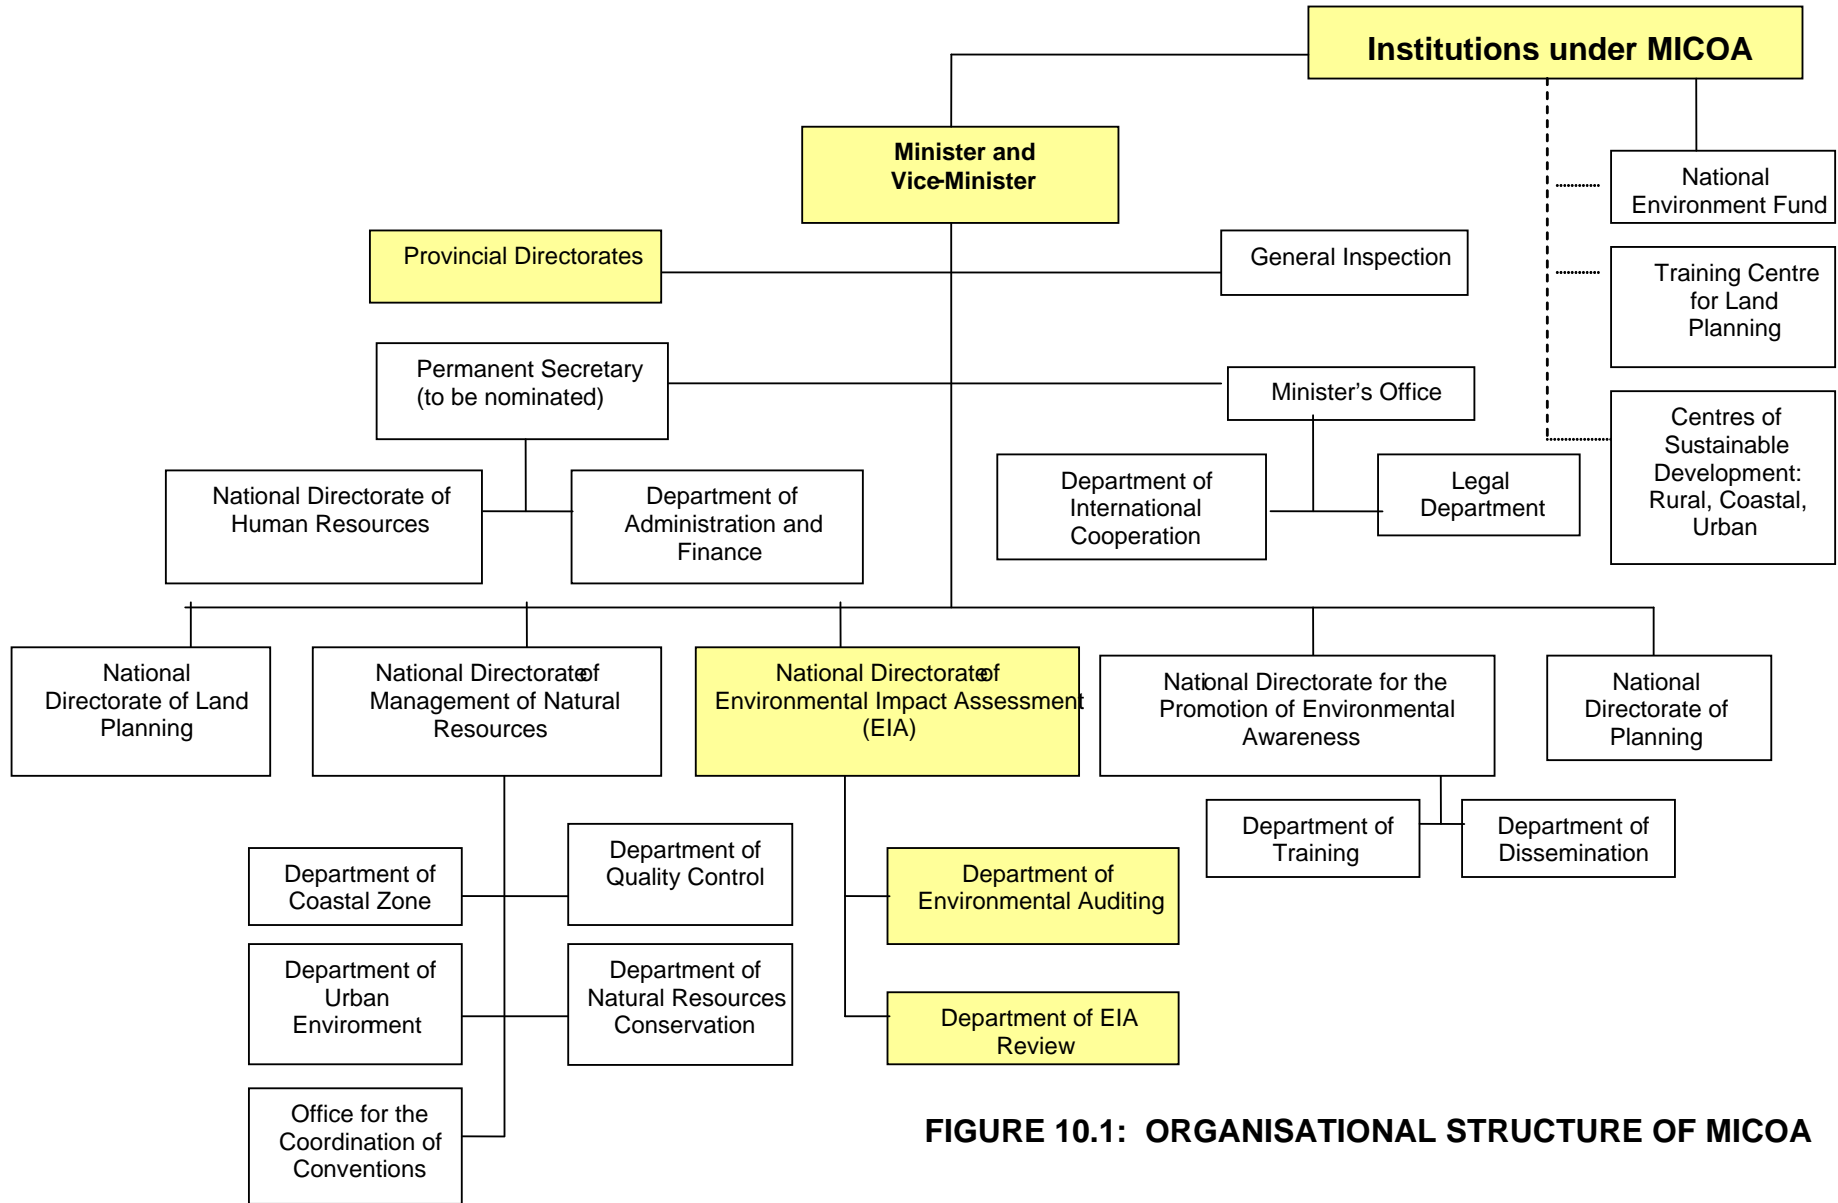 Institutions under MICOA
Minister and
Vice-Minister
National
Environment Fund
Provincial Directorates
General Inspection
Training Centre
for Land
Planning
Permanent Secretary
(to be nominated)
Minister's Office
Centres of
Sustainable
Development:
Rural, Coastal,
Urban
National Directorate of
Human Resources
Department of
Administration and
Finance
Department of
International
Cooperation
Legal
Department
National
Directorate of Land
Planning
National Directorate of
Management of Natural
Resources
National Directorate of
Environmental Impact Assessment
(EIA)
National Directorate for the
Promotion of Environmental
Awareness
National
Directorate of
Planning
Department of
Coastal Zone
Department of
Quality Control
Department of
Environmental Auditing
Department of
Training
Department of
Dissemination
Department of
Urban
Environment
Department of
Natural Resources
Conservation
Department of EIA
Review
Office for the
Coordination of
Conventions
FIGURE 10.1: ORGANISATIONAL STRUCTURE OF MICOA